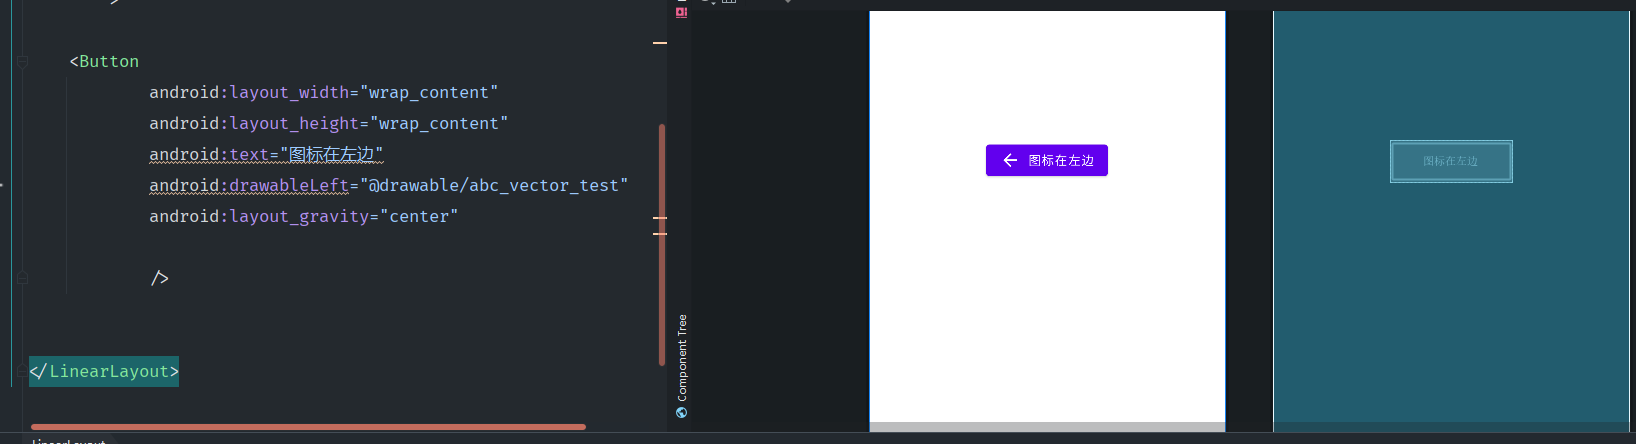 <Button
android:layout_width="wrap_content"
android:layout_height="wrap_content"
android:text="图标在左边"
android:drawableLeft="@drawable/abc_vector_test"
android:layout_gravity="center"
/>
</LinearLayout>
Component Tree
图标在左边
图标在左边
LinearLayout